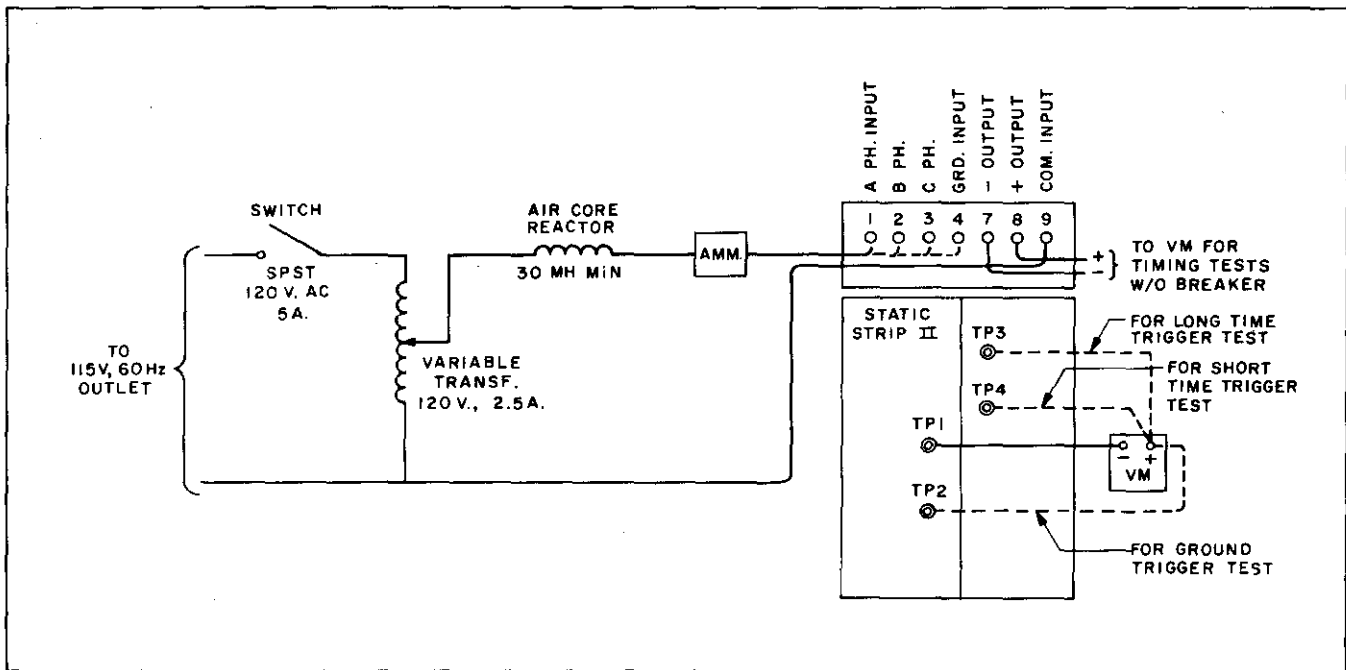 SWITCH
SPST
120 V. AC
5A.
TO
115V, 60Hz
OUTLET
VARIABLE
TRANSF.
120 V., 2.5A.
AIR CORE
REACTOR
30 MH MIN
AMM.
A PH. INPUT
B PH.
C PH.
GRD. INPUT
- OUTPUT
+ OUTPUT
COM. INPUT
1 2 3 4 7 8 9
+
-
TO VM FOR
TIMING TESTS
W/O BREAKER
STATIC
STRIP II
TP3
FOR LONG TIME
TRIGGER TEST
TP4
FOR SHORT
TIME TRIGGER
TEST
TP1
- +
VM
TP2
FOR GROUND
TRIGGER TEST